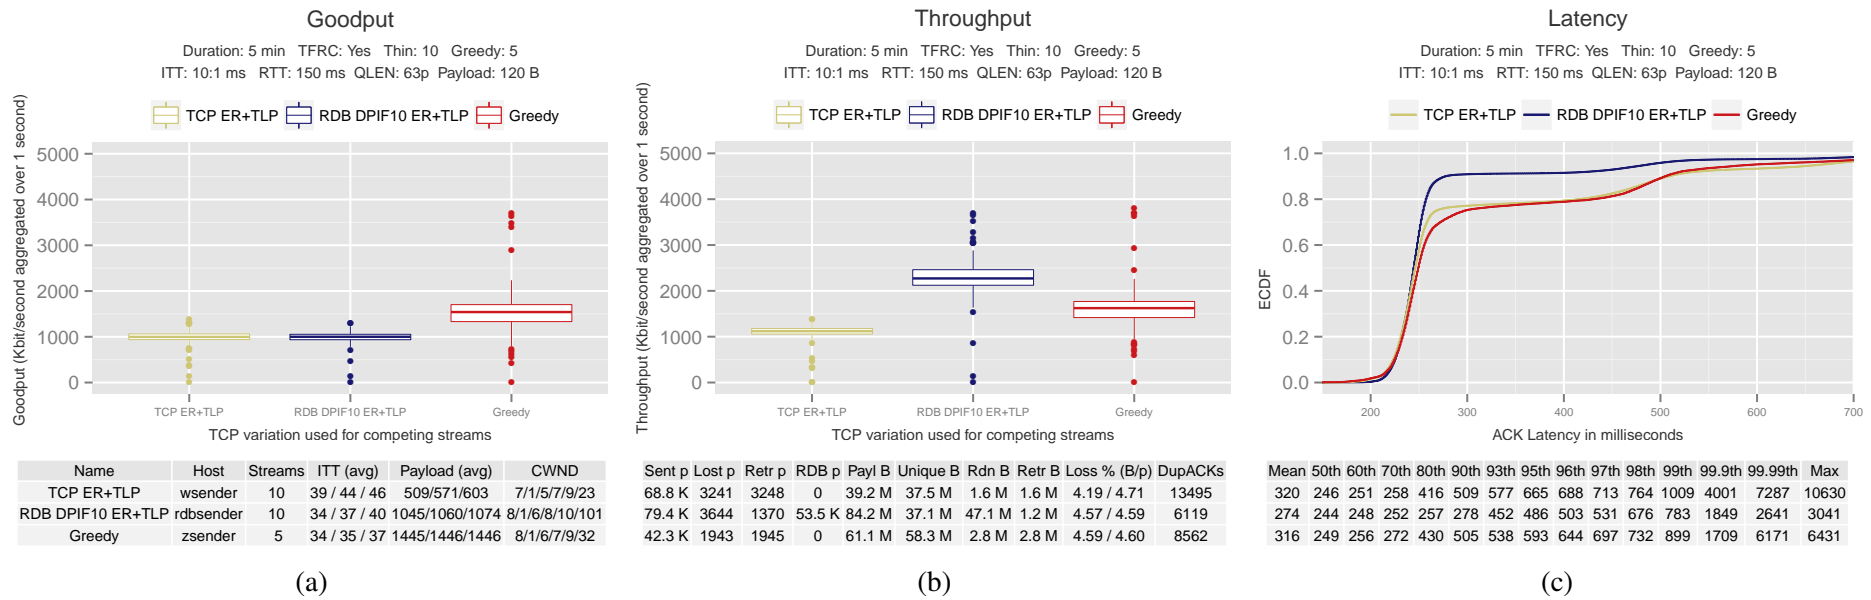 Goodput
Duration: 5 min TFRC: Yes Thin: 10 Greedy: 5
ITT: 10:1 ms RTT: 150 ms QLEN: 63p Payload: 120 B
TCP ER+TLP RDB DPIF10 ER+TLP Greedy
Goodput (Kbit/second aggregated over 1 second)
5000
4000
3000
2000
1000
0
TCP ER+TLP RDB DPIF10 ER+TLP Greedy
TCP variation used for competing streams
Name Host Streams ITT (avg) Payload (avg) CWND
TCP ER+TLP wsender 10 39 / 44 / 46 509/571/603 7/1/5/7/9/23
RDB DPIF10 ER+TLP rdbsender 10 34 / 37 / 40 1045/1060/1074 8/1/6/8/10/101
Greedy zsender 5 34 / 35 / 37 1445/1446/1446 8/1/6/7/9/32
(a)
Throughput
Duration: 5 min TFRC: Yes Thin: 10 Greedy: 5
ITT: 10:1 ms RTT: 150 ms QLEN: 63p Payload: 120 B
TCP ER+TLP RDB DPIF10 ER+TLP Greedy
Throughput (Kbit/second aggregated over 1 second)
5000
4000
3000
2000
1000
0
TCP ER+TLP RDB DPIF10 ER+TLP Greedy
TCP variation used for competing streams
Sent p Lost p Retr p RDB p Payl B Unique B Rdn B Retr B Loss % (B/p) DupACKs
68.8 K 3241 3248 0 39.2 M 37.5 M 1.6 M 1.6 M 4.19 / 4.71 13495
79.4 K 3644 1370 53.5 K 84.2 M 37.1 M 47.1 M 1.2 M 4.57 / 4.59 6119
42.3 K 1943 1945 0 61.1 M 58.3 M 2.8 M 2.8 M 4.59 / 4.60 8562
(b)
Latency
Duration: 5 min TFRC: Yes Thin: 10 Greedy: 5
ITT: 10:1 ms RTT: 150 ms QLEN: 63p Payload: 120 B
TCP ER+TLP RDB DPIF10 ER+TLP Greedy
ECDF
1.0
0.8
0.6
0.4
0.2
0.0
200 300 400 500 600 700
ACK Latency in milliseconds
Mean 50th 60th 70th 80th 90th 93th 95th 96th 97th 98th 99th 99.9th 99.99th Max
320 246 251 258 416 509 577 665 688 713 764 1009 4001 7287 10630
274 244 248 252 257 278 452 486 503 531 676 783 1849 2641 3041
316 249 256 272 430 505 538 593 644 697 732 899 1709 6171 6431
(c)